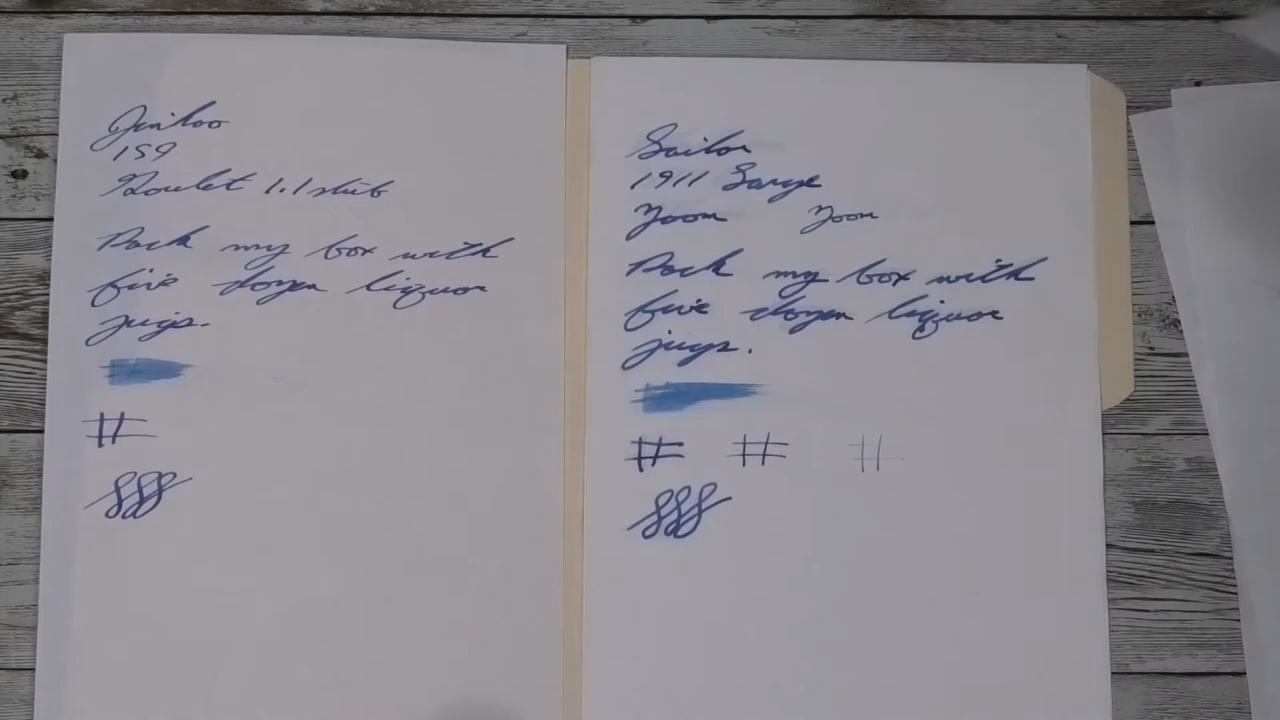 Jinhao
159
Goulet 1.1 stub
Pack my box with
five dozen liquor
jugs.
Sailor
1911 Large
Zoom Zoom
Pack my box with
five dozen liquor
jugs.